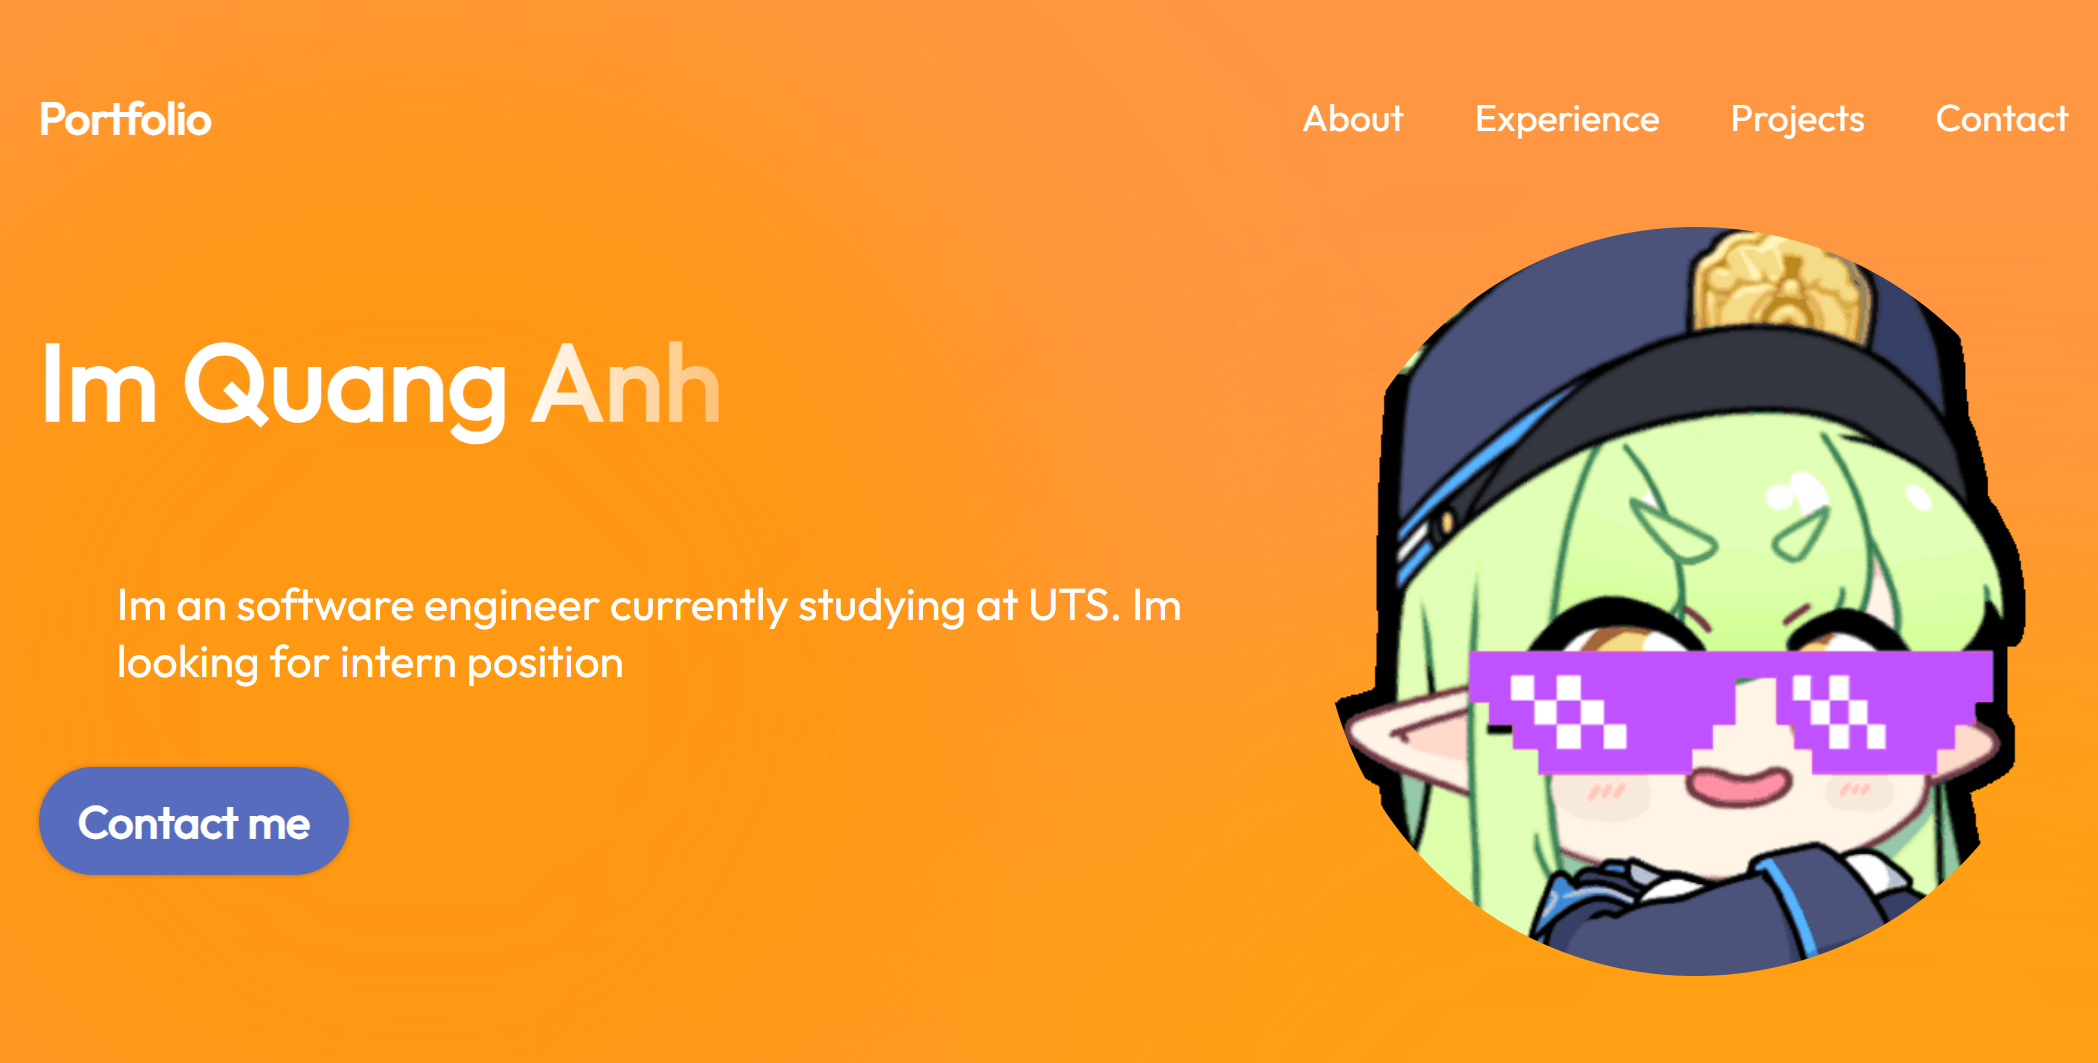 Portfolio
About Experience Projects Contact
Im Quang Anh
Im an software engineer currently studying at UTS. Im
looking for intern position
Contact me